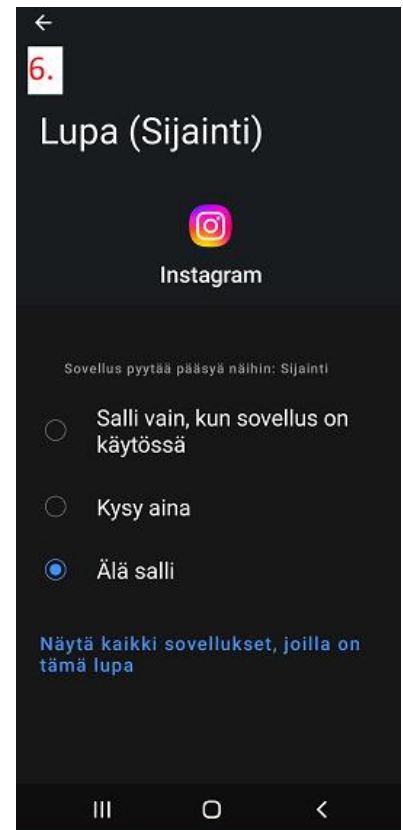 6.
Lupa (Sijainti)
Instagram
Sovellus pyytää pääsyä näihin: Sijainti
Salli vain, kun sovellus on
käytössä
Kysy aina
Älä salli
Näytä kaikki sovellukset, joilla on
tämä lupa